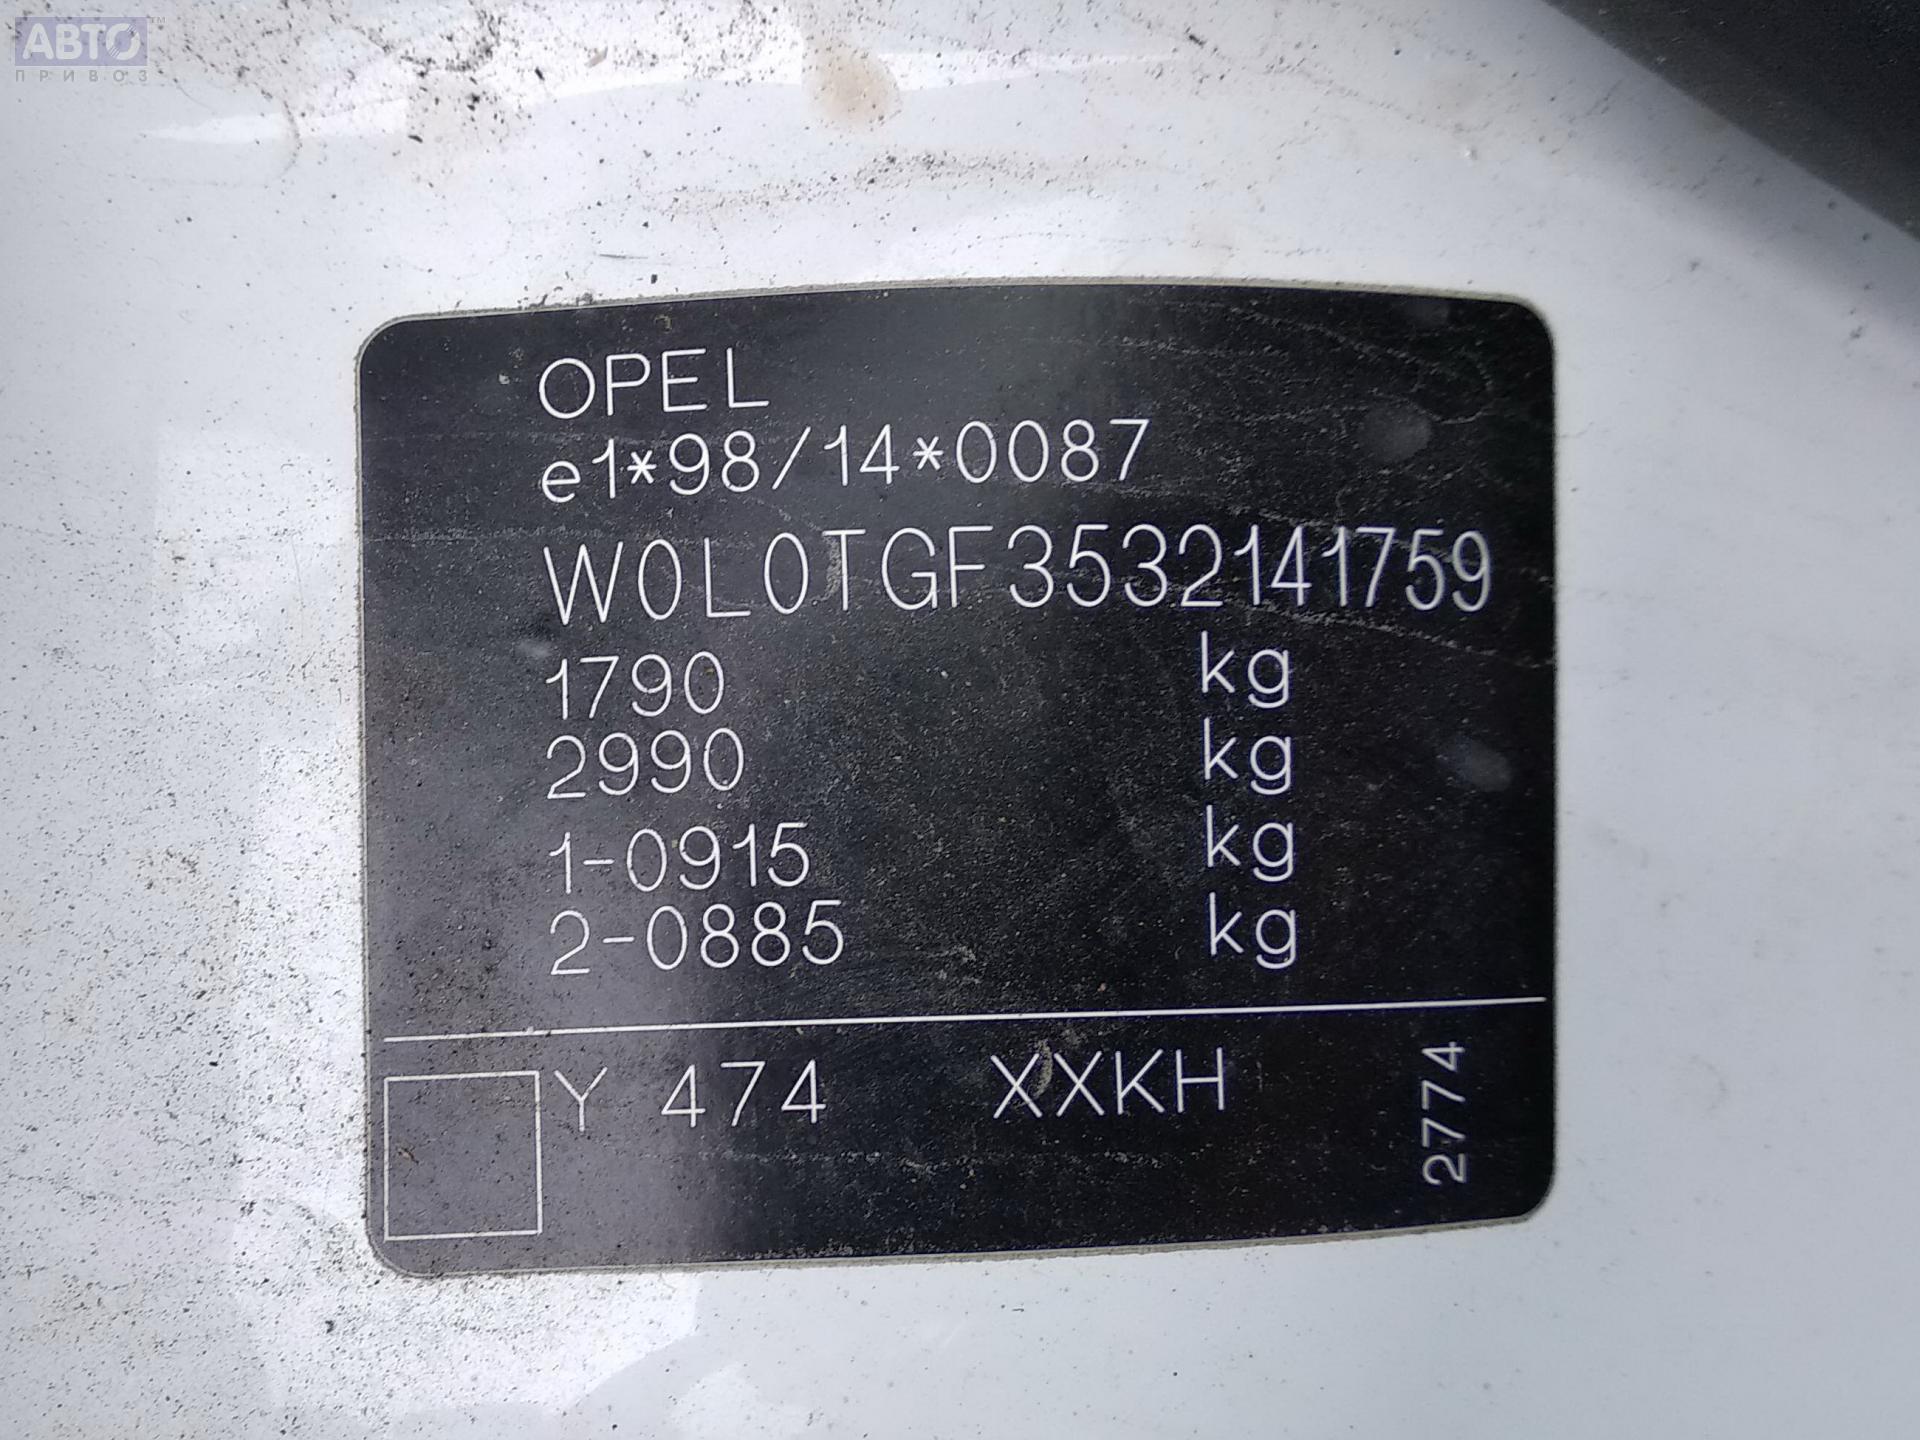 АВТО™
ПРИВОЗ
OPEL
e1*98/14*0087
W0L0TGF3532141759
1790 kg
2990 kg
1-0915 kg
2-0885 kg
Y 474 XXKH
2774